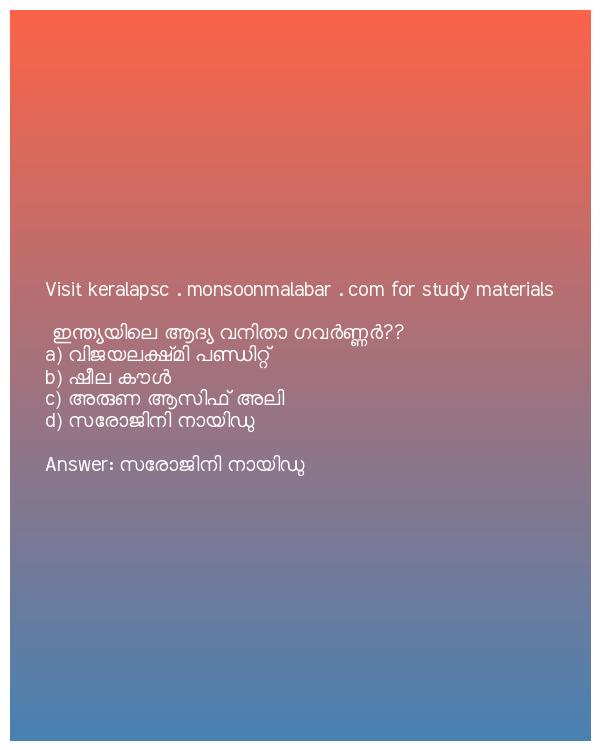 Visit keralapsc . monsoonmalabar . com for study materials
ഇന്ത്യയിലെ ആദ്യ വനിതാ ഗവർണ്ണർ??
a) വിജയലക്ഷ്മി പണ്ഡിറ്റ്
b) ഷീല കൗൾ
c) അരുണ ആസിഫ് അലി
d) സരോജിനി നായിഡു
Answer: സരോജിനി നായിഡു